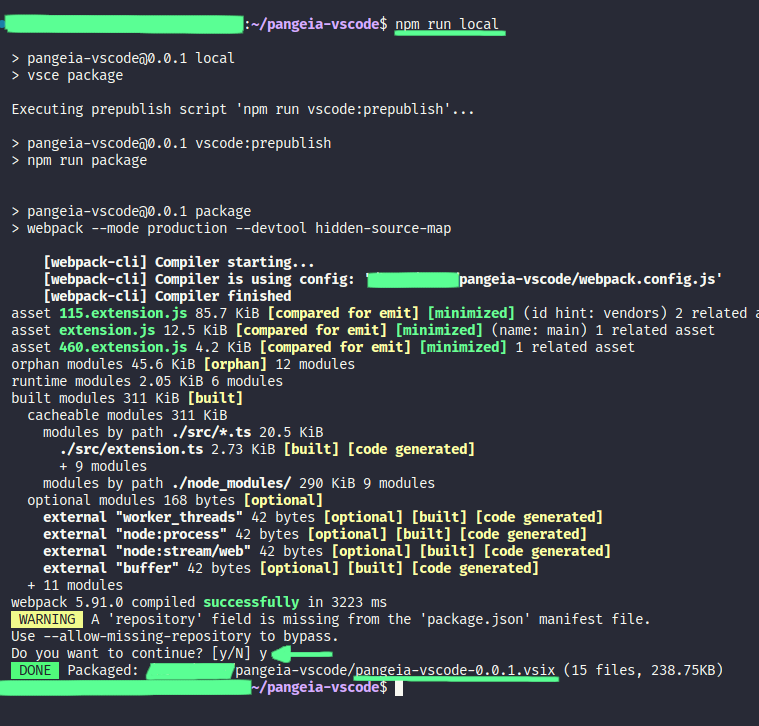 :~/pangeia-vscode$ npm run local
> pangeia-vscode@0.0.1 local
> vsce package
Executing prepublish script 'npm run vscode:prepublish'...
> pangeia-vscode@0.0.1 vscode:prepublish
> npm run package
> pangeia-vscode@0.0.1 package
> webpack --mode production --devtool hidden-source-map
[webpack-cli] Compiler starting...
[webpack-cli] Compiler is using config: 'pangeia-vscode/webpack.config.js'
[webpack-cli] Compiler finished
asset 115.extension.js 85.7 KiB [compared for emit] [minimized] (id hint: vendors) 2 related a
asset extension.js 12.5 KiB [compared for emit] [minimized] (name: main) 1 related asset
asset 460.extension.js 4.2 KiB [compared for emit] [minimized] 1 related asset
orphan modules 45.6 KiB [orphan] 12 modules
runtime modules 2.05 KiB 6 modules
built modules 311 KiB [built]
cacheable modules 311 KiB
modules by path ./src/*.ts 20.5 KiB
./src/extension.ts 2.73 KiB [built] [code generated]
+ 9 modules
modules by path ./node_modules/ 290 KiB 9 modules
optional modules 168 bytes [optional]
external "worker_threads" 42 bytes [optional] [built] [code generated]
external "node:process" 42 bytes [optional] [built] [code generated]
external "node:stream/web" 42 bytes [optional] [built] [code generated]
external "buffer" 42 bytes [optional] [built] [code generated]
+ 11 modules
webpack 5.91.0 compiled successfully in 3223 ms
WARNING A 'repository' field is missing from the 'package.json' manifest file.
Use --allow-missing-repository to bypass.
Do you want to continue? [y/N] y
DONE Packaged: pangeia-vscode/pangeia-vscode-0.0.1.vsix (15 files, 238.75KB)
~/pangeia-vscode$